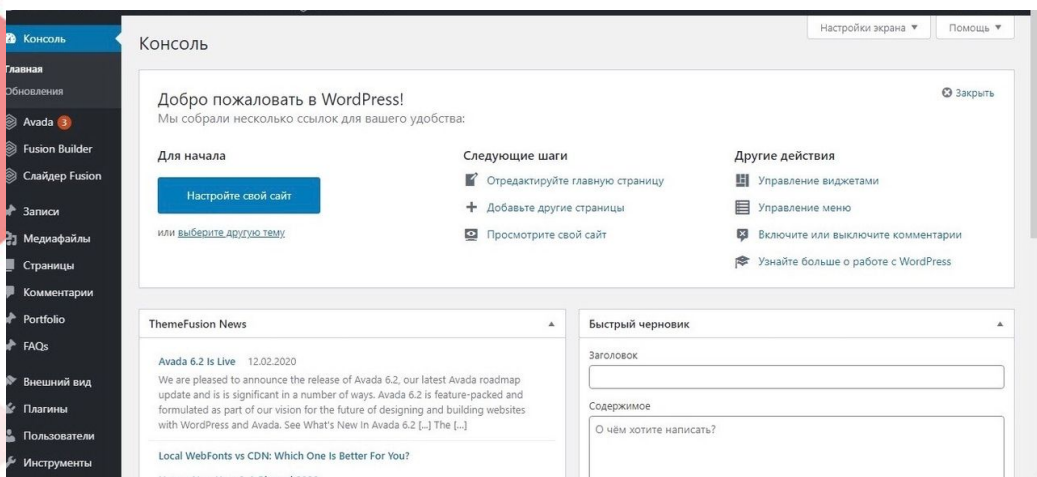 Консоль
Главная
Обновления
Avada 3
Fusion Builder
Слайдер Fusion
Записи
Медиафайлы
Страницы
Комментарии
Portfolio
FAQs
Внешний вид
Плагины
Пользователи
Инструменты
Настройки экрана
Помощь
Консоль
Добро пожаловать в WordPress!
Мы собрали несколько ссылок для вашего удобства:
Закрыть
Для начала
Настройте свой сайт
или выберите другую тему
Следующие шаги
Отредактируйте главную страницу
Добавьте другие страницы
Просмотрите свой сайт
Другие действия
Управление виджетами
Управление меню
Включите или выключите комментарии
Узнайте больше о работе с WordPress
ThemeFusion News
Avada 6.2 Is Live 12.02.2020
We are pleased to announce the release of Avada 6.2, our latest Avada roadmap
update and is is significant in a number of ways. Avada 6.2 is feature-packed and
formulated as part of our vision for the future of designing and building websites
with WordPress and Avada. See What's New In Avada 6.2 [...] The [...]
Local WebFonts vs CDN: Which One Is Better For You?
Быстрый черновик
Заголовок
Содержимое
О чём хотите написать?